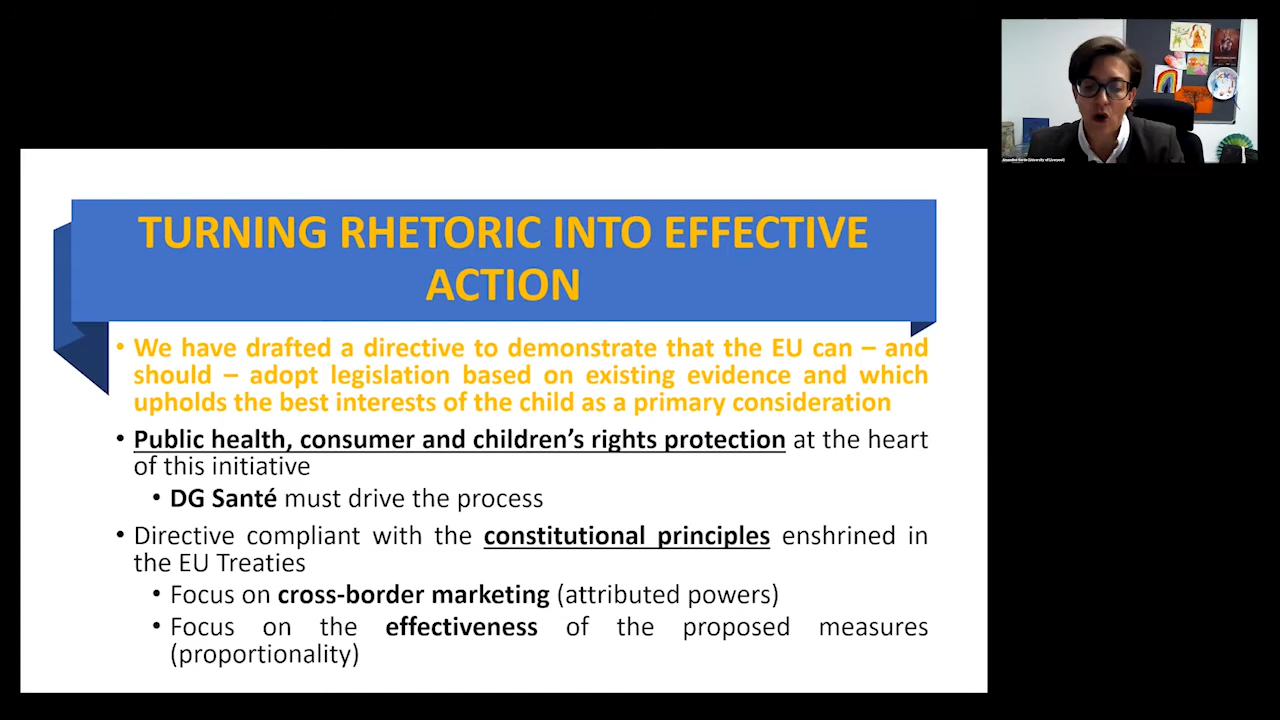 TURNING RHETORIC INTO EFFECTIVE
ACTION
• We have drafted a directive to demonstrate that the EU can – and
should – adopt legislation based on existing evidence and which
upholds the best interests of the child as a primary consideration
• Public health, consumer and children’s rights protection at the heart
of this initiative
• DG Santé must drive the process
• Directive compliant with the constitutional principles enshrined in
the EU Treaties
• Focus on cross-border marketing (attributed powers)
• Focus on the effectiveness of the proposed measures
(proportionality)
(University of Liverpool)